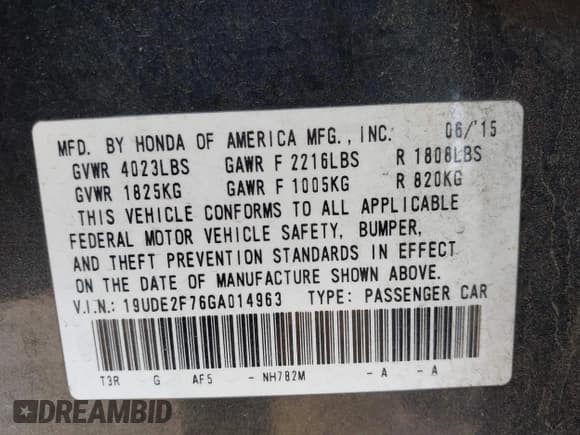 MFD. BY HONDA OF AMERICA MFG., INC. 06/'15
GVWR 4023LBS GAWR F 2216LBS R 1808LBS
GVWR 1825KG GAWR F 1005KG R 820KG
THIS VEHICLE CONFORMS TO ALL APPLICABLE
FEDERAL MOTOR VEHICLE SAFETY, BUMPER,
AND THEFT PREVENTION STANDARDS IN EFFECT
ON THE DATE OF MANUFACTURE SHOWN ABOVE.
V.I.N.: 19UDE2F76GA014963 TYPE: PASSENGER CAR
T3R - G AF5 - NH782M - A - A
DREAMBID